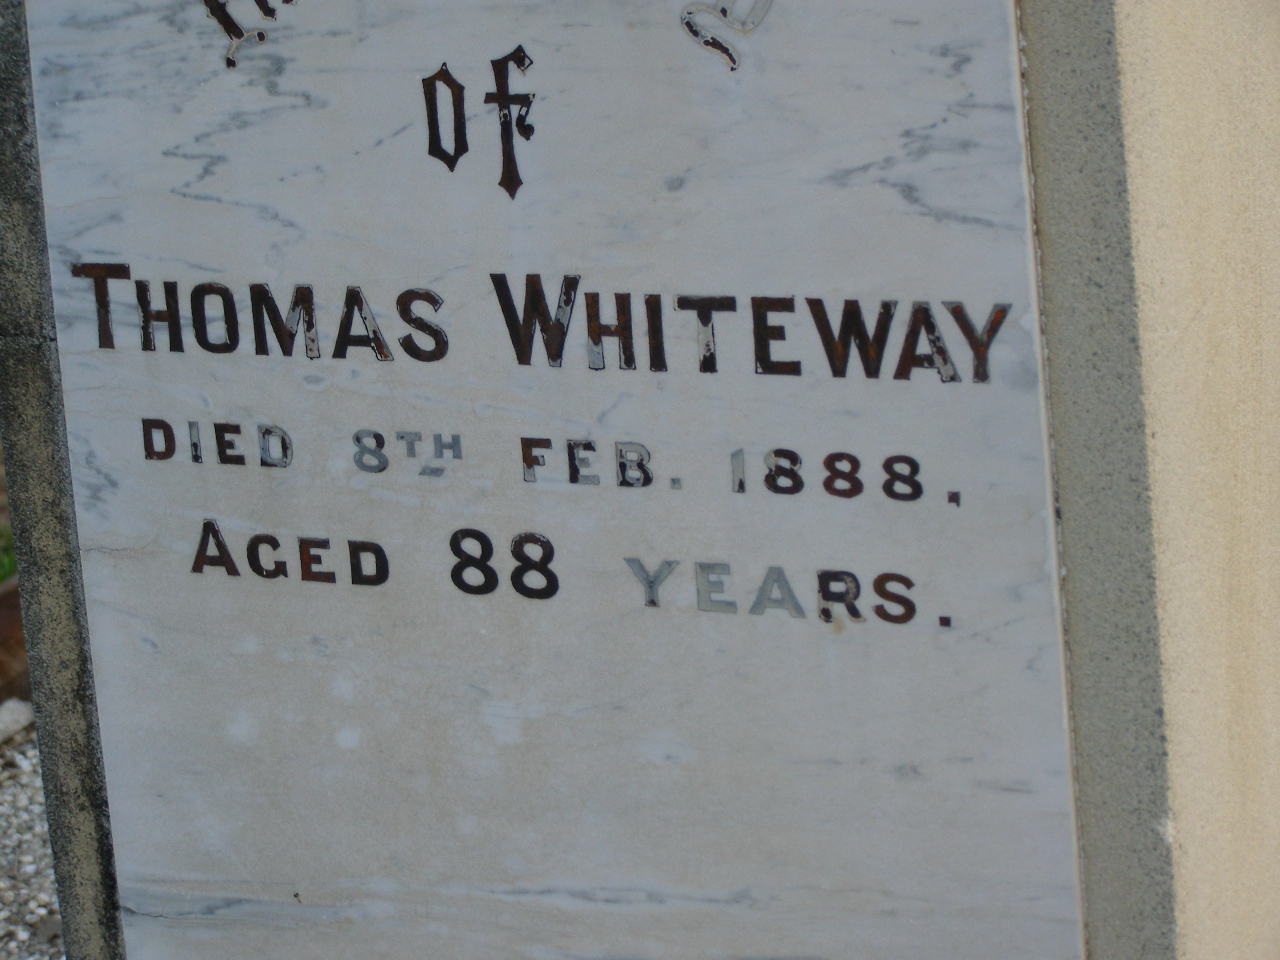 Of
THOMAS WHITEWAY
DIED 8TH FEB. 1888.
AGED 88 YEARS.